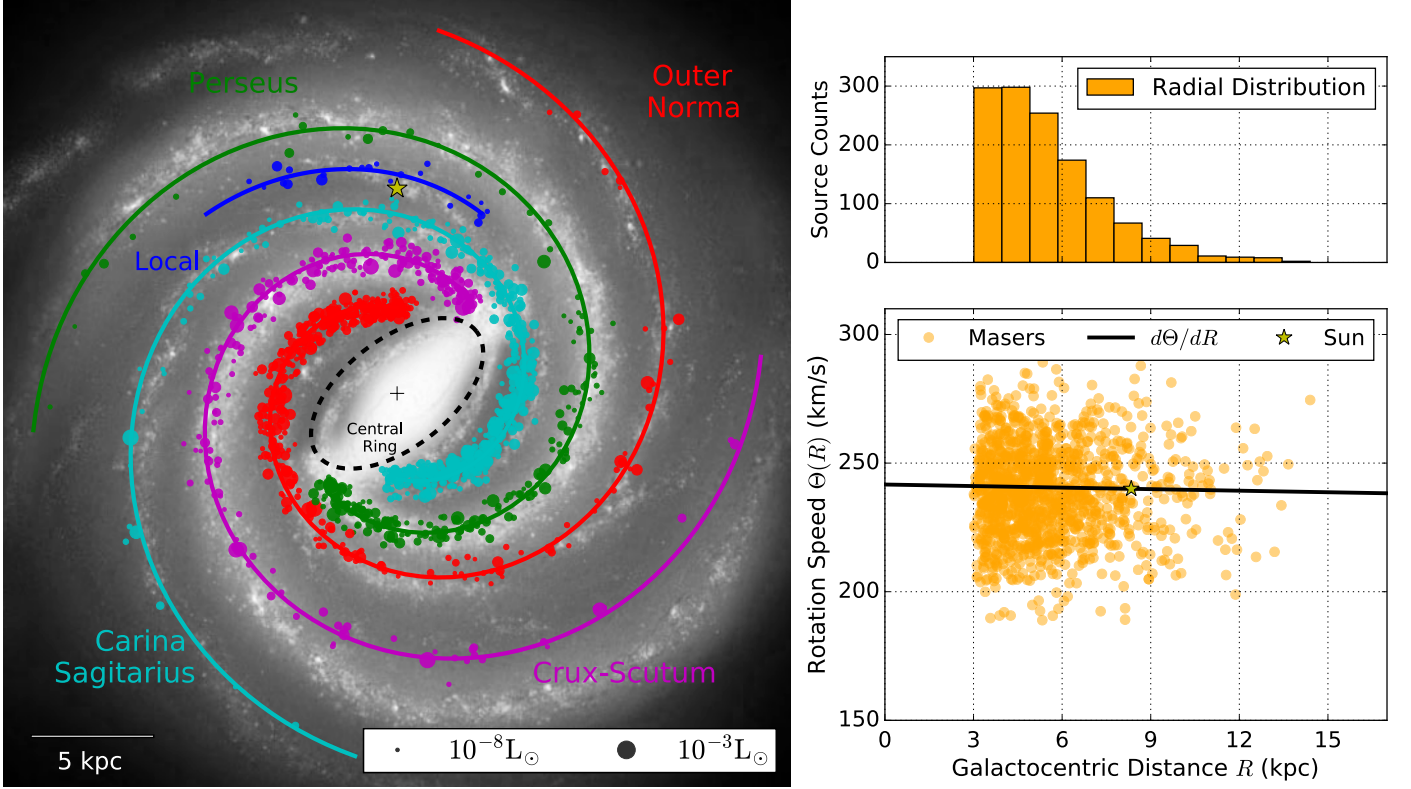 Perseus
Outer
Norma
Local
Central
Ring
Carina
Sagitarius
Crux-Scutum
5 kpc
10⁻⁸L☉
10⁻³L☉
Source Counts
300
200
100
0
Radial Distribution
Rotation Speed Θ(R) (km/s)
300
250
200
150
Masers
dΘ/dR
Sun
0 3 6 9 12 15
Galactocentric Distance R (kpc)